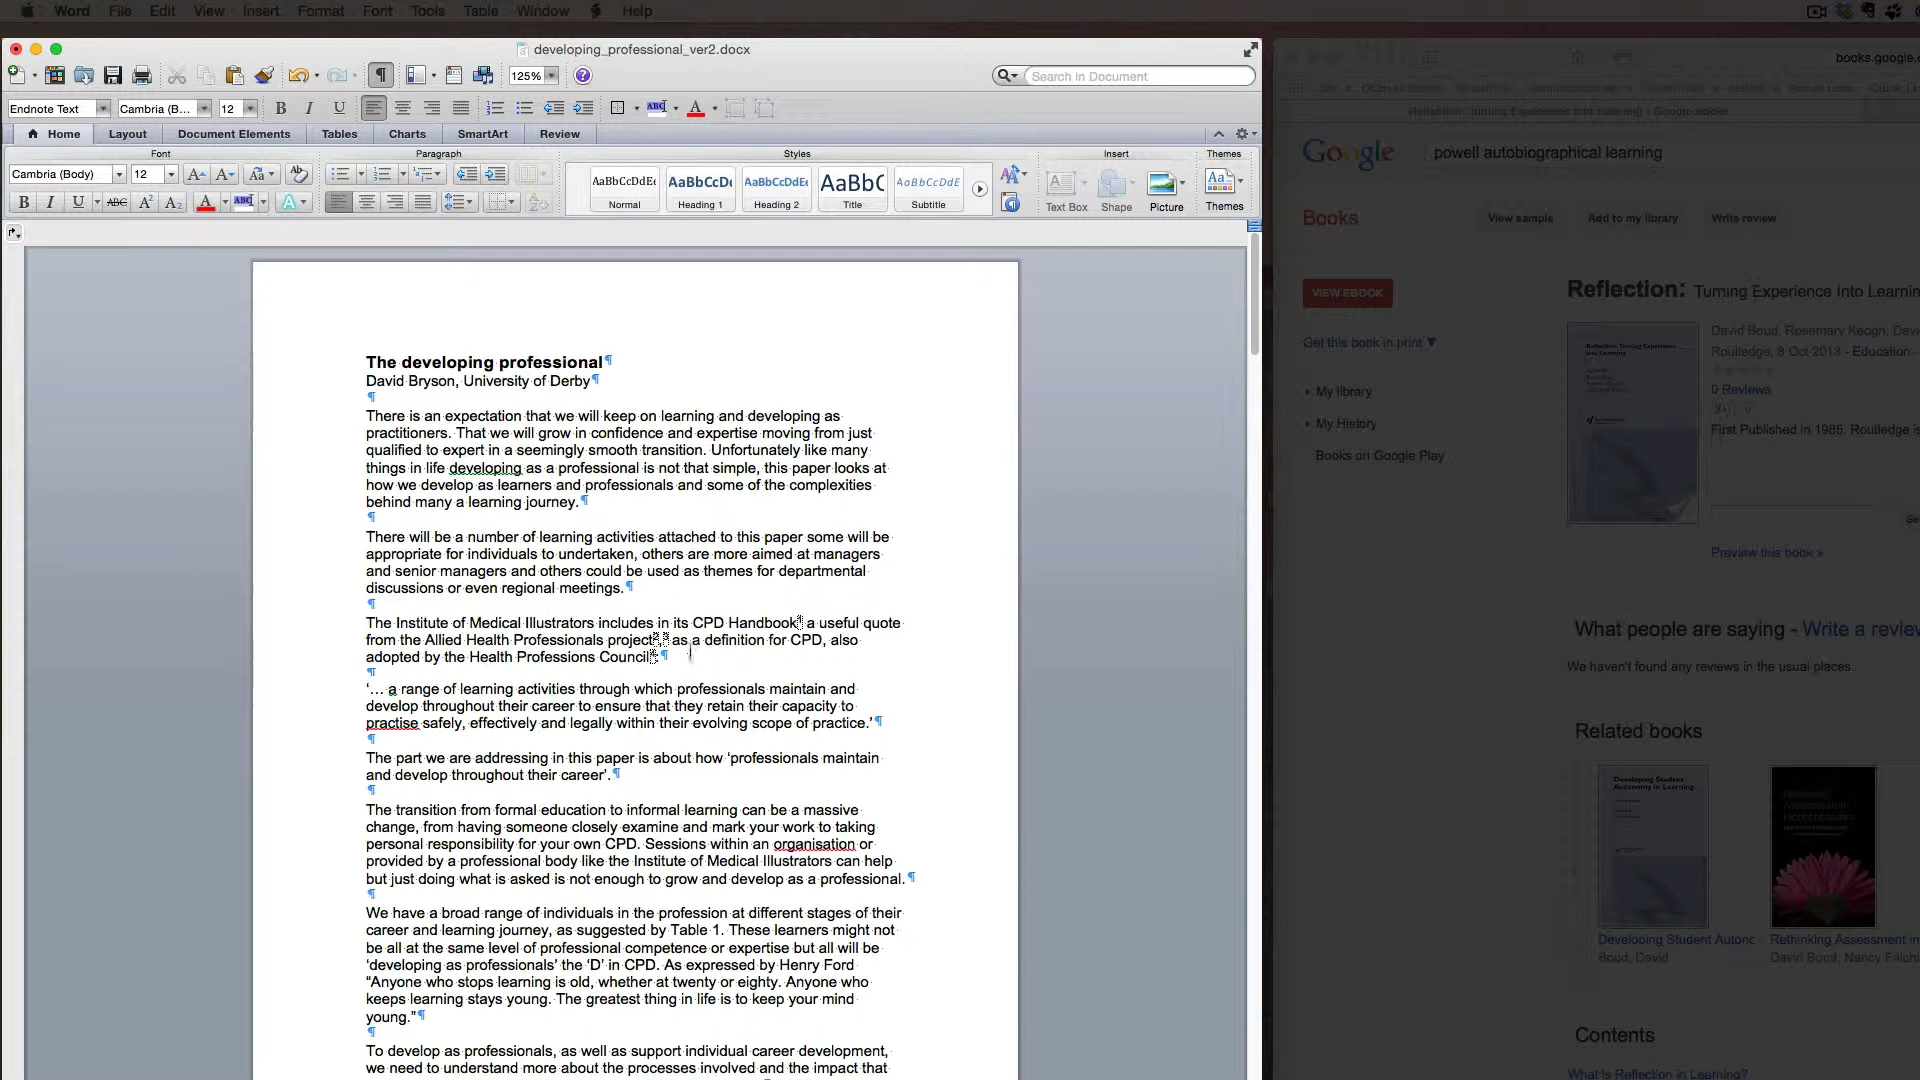 Word File Edit View Insert Format Font Tools Table Window Help
developing_professional_ver2.docx
125%
Search in Document
Endnote Text Cambria (B... 12 B I U ABC A
Home Layout Document Elements Tables Charts SmartArt Review
Font Paragraph Styles Insert Themes
Cambria (Body) 12 A A Aa Ab
AaBbCcDdEe AaBbCcDc AaBbCcDdEe AaBbC AaBbCcDdE
Normal Heading 1 Heading 2 Title Subtitle
B I U ABC A² A₂ A ABC A
Text Box Shape Picture Themes
The developing professional¶
David Bryson, University of Derby¶
¶
There is an expectation that we will keep on learning and developing as
practitioners. That we will grow in confidence and expertise moving from just
qualified to expert in a seemingly smooth transition. Unfortunately like many
things in life developing as a professional is not that simple, this paper looks at
how we develop as learners and professionals and some of the complexities
behind many a learning journey.¶
¶
There will be a number of learning activities attached to this paper some will be
appropriate for individuals to undertaken, others are more aimed at managers
and senior managers and others could be used as themes for departmental
discussions or even regional meetings.¶
¶
The Institute of Medical Illustrators includes in its CPD Handbook a useful quote
from the Allied Health Professionals project as a definition for CPD, also
adopted by the Health Professions Council ¶
¶
‘… a range of learning activities through which professionals maintain and
develop throughout their career to ensure that they retain their capacity to
practise safely, effectively and legally within their evolving scope of practice.’¶
¶
The part we are addressing in this paper is about how ‘professionals maintain
and develop throughout their career’.¶
¶
The transition from formal education to informal learning can be a massive
change, from having someone closely examine and mark your work to taking
personal responsibility for your own CPD. Sessions within an organisation or
provided by a professional body like the Institute of Medical Illustrators can help
but just doing what is asked is not enough to grow and develop as a professional.¶
¶
We have a broad range of individuals in the profession at different stages of their
career and learning journey, as suggested by Table 1. These learners might not
be all at the same level of professional competence or expertise but all will be
‘developing as professionals’ the ‘D’ in CPD. As expressed by Henry Ford
“Anyone who stops learning is old, whether at twenty or eighty. Anyone who
keeps learning stays young. The greatest thing in life is to keep your mind
young.”¶
¶
To develop as professionals, as well as support individual career development,
we need to understand more about the processes involved and the impact that
books.google.
Google powell autobiographical learning
Books View sample Add to my library Write review
VIEW EBOOK
Get this book in print ▼
My library
My History
Books on Google Play
Reflection: Turning Experience Into Learnin
David Boud, Rosemary Keogh, Davi
Routledge, 8 Oct 2013 - Education -
0 Reviews
First Published in 1985. Routledge is
Preview this book »
What people are saying - Write a review
We haven't found any reviews in the usual places.
Related books
Developing Student
Autonomy in Learning
Developing Student Autonc
Boud, David
Rethinking Assessment in
David Boud, Nancy Falchi
Contents
What Is Reflection in Learning?